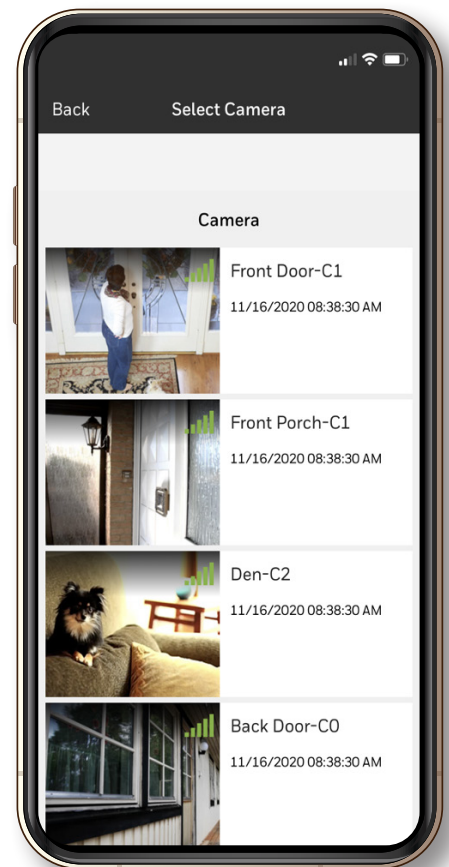 Back
Select Camera
Camera
Front Door-C1
11/16/2020 08:38:30 AM
Front Porch-C1
11/16/2020 08:38:30 AM
Den-C2
11/16/2020 08:38:30 AM
Back Door-C0
11/16/2020 08:38:30 AM